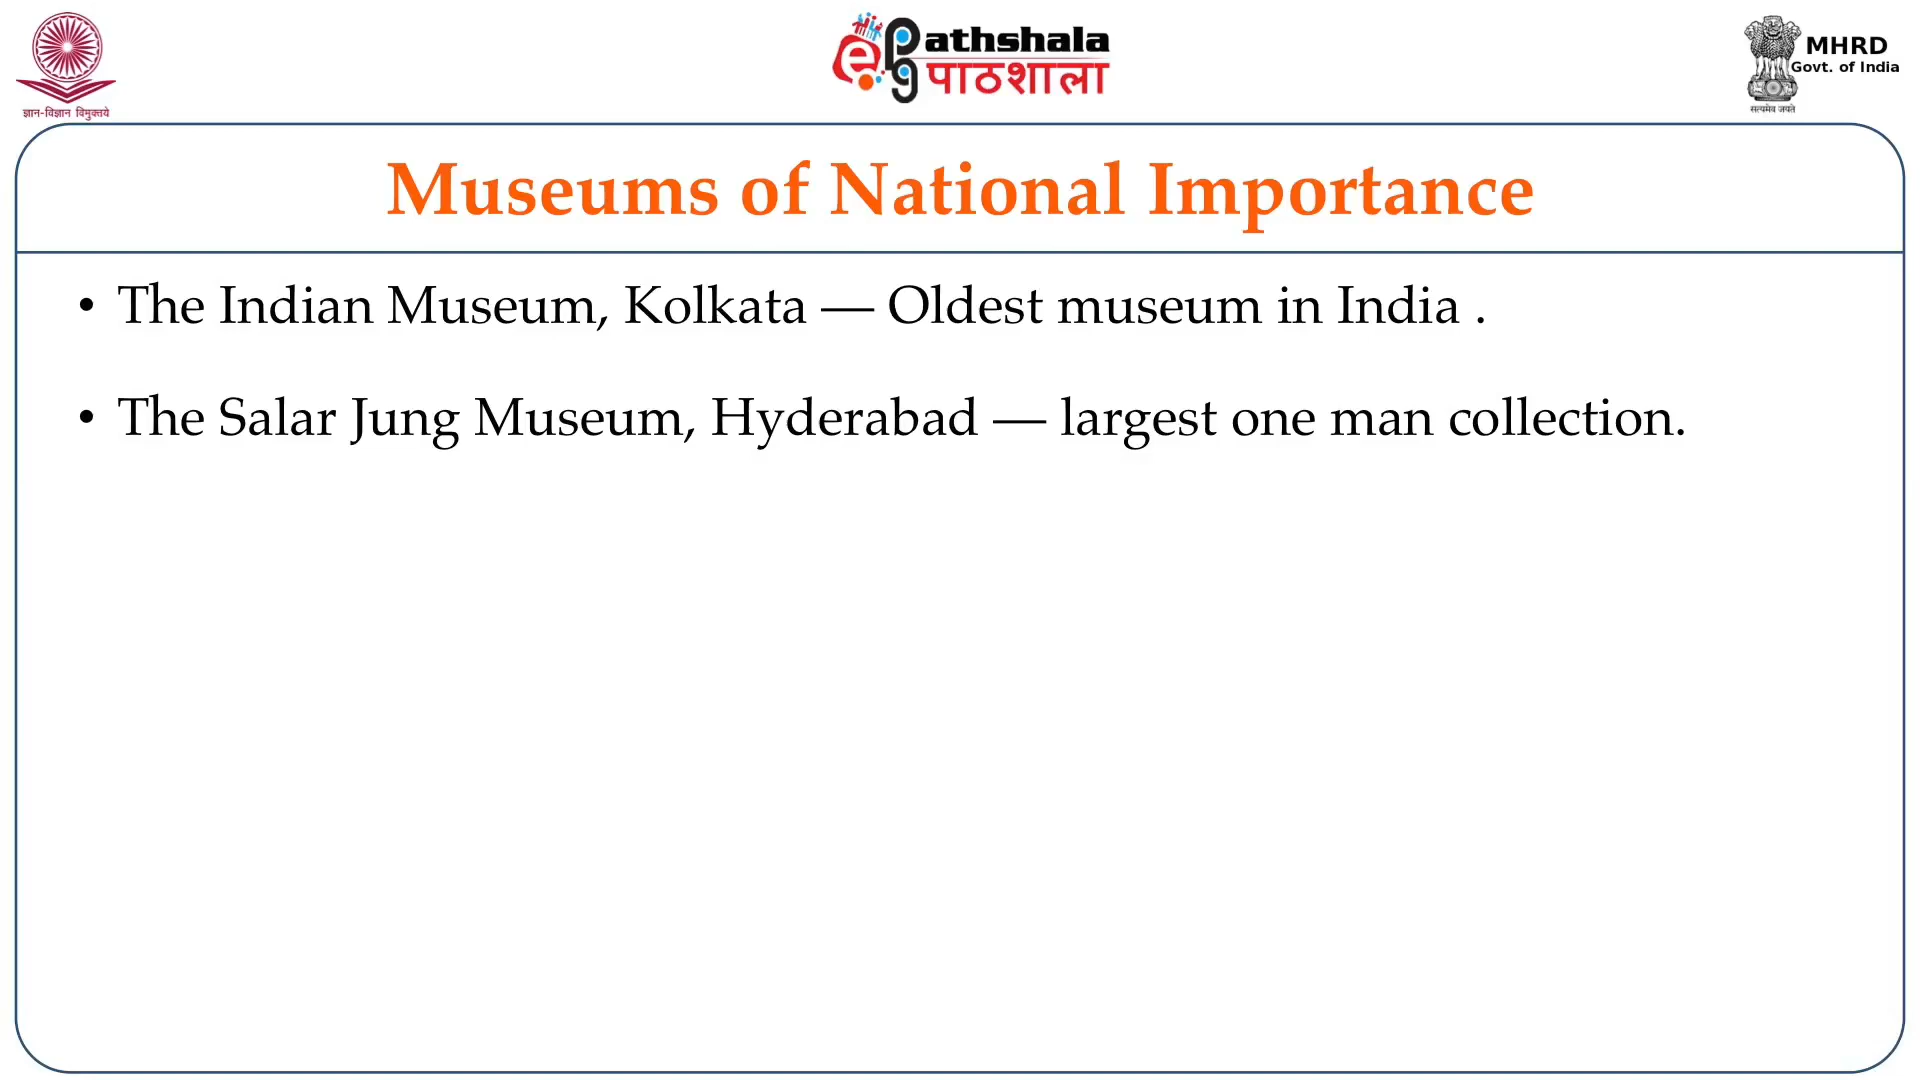 ज्ञान-विज्ञान विमुक्तये
e
PG
Pathshala
पाठशाला
MHRD
Govt. of India
सत्यमेव जयते
Museums of National Importance
• The Indian Museum, Kolkata — Oldest museum in India .
• The Salar Jung Museum, Hyderabad — largest one man collection.